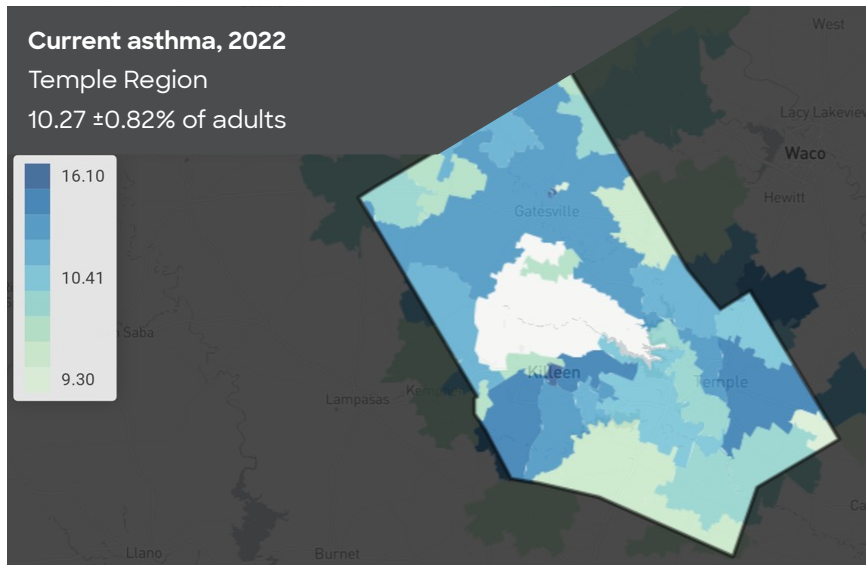 Current asthma, 2022
Temple Region
10.27 ±0.82% of adults
16.10
10.41
9.30
West
Lacy Lakeview
Waco
Hewitt
Gatesville
Saba
Killeen
Temple
Lampasas
Llano
Burnet